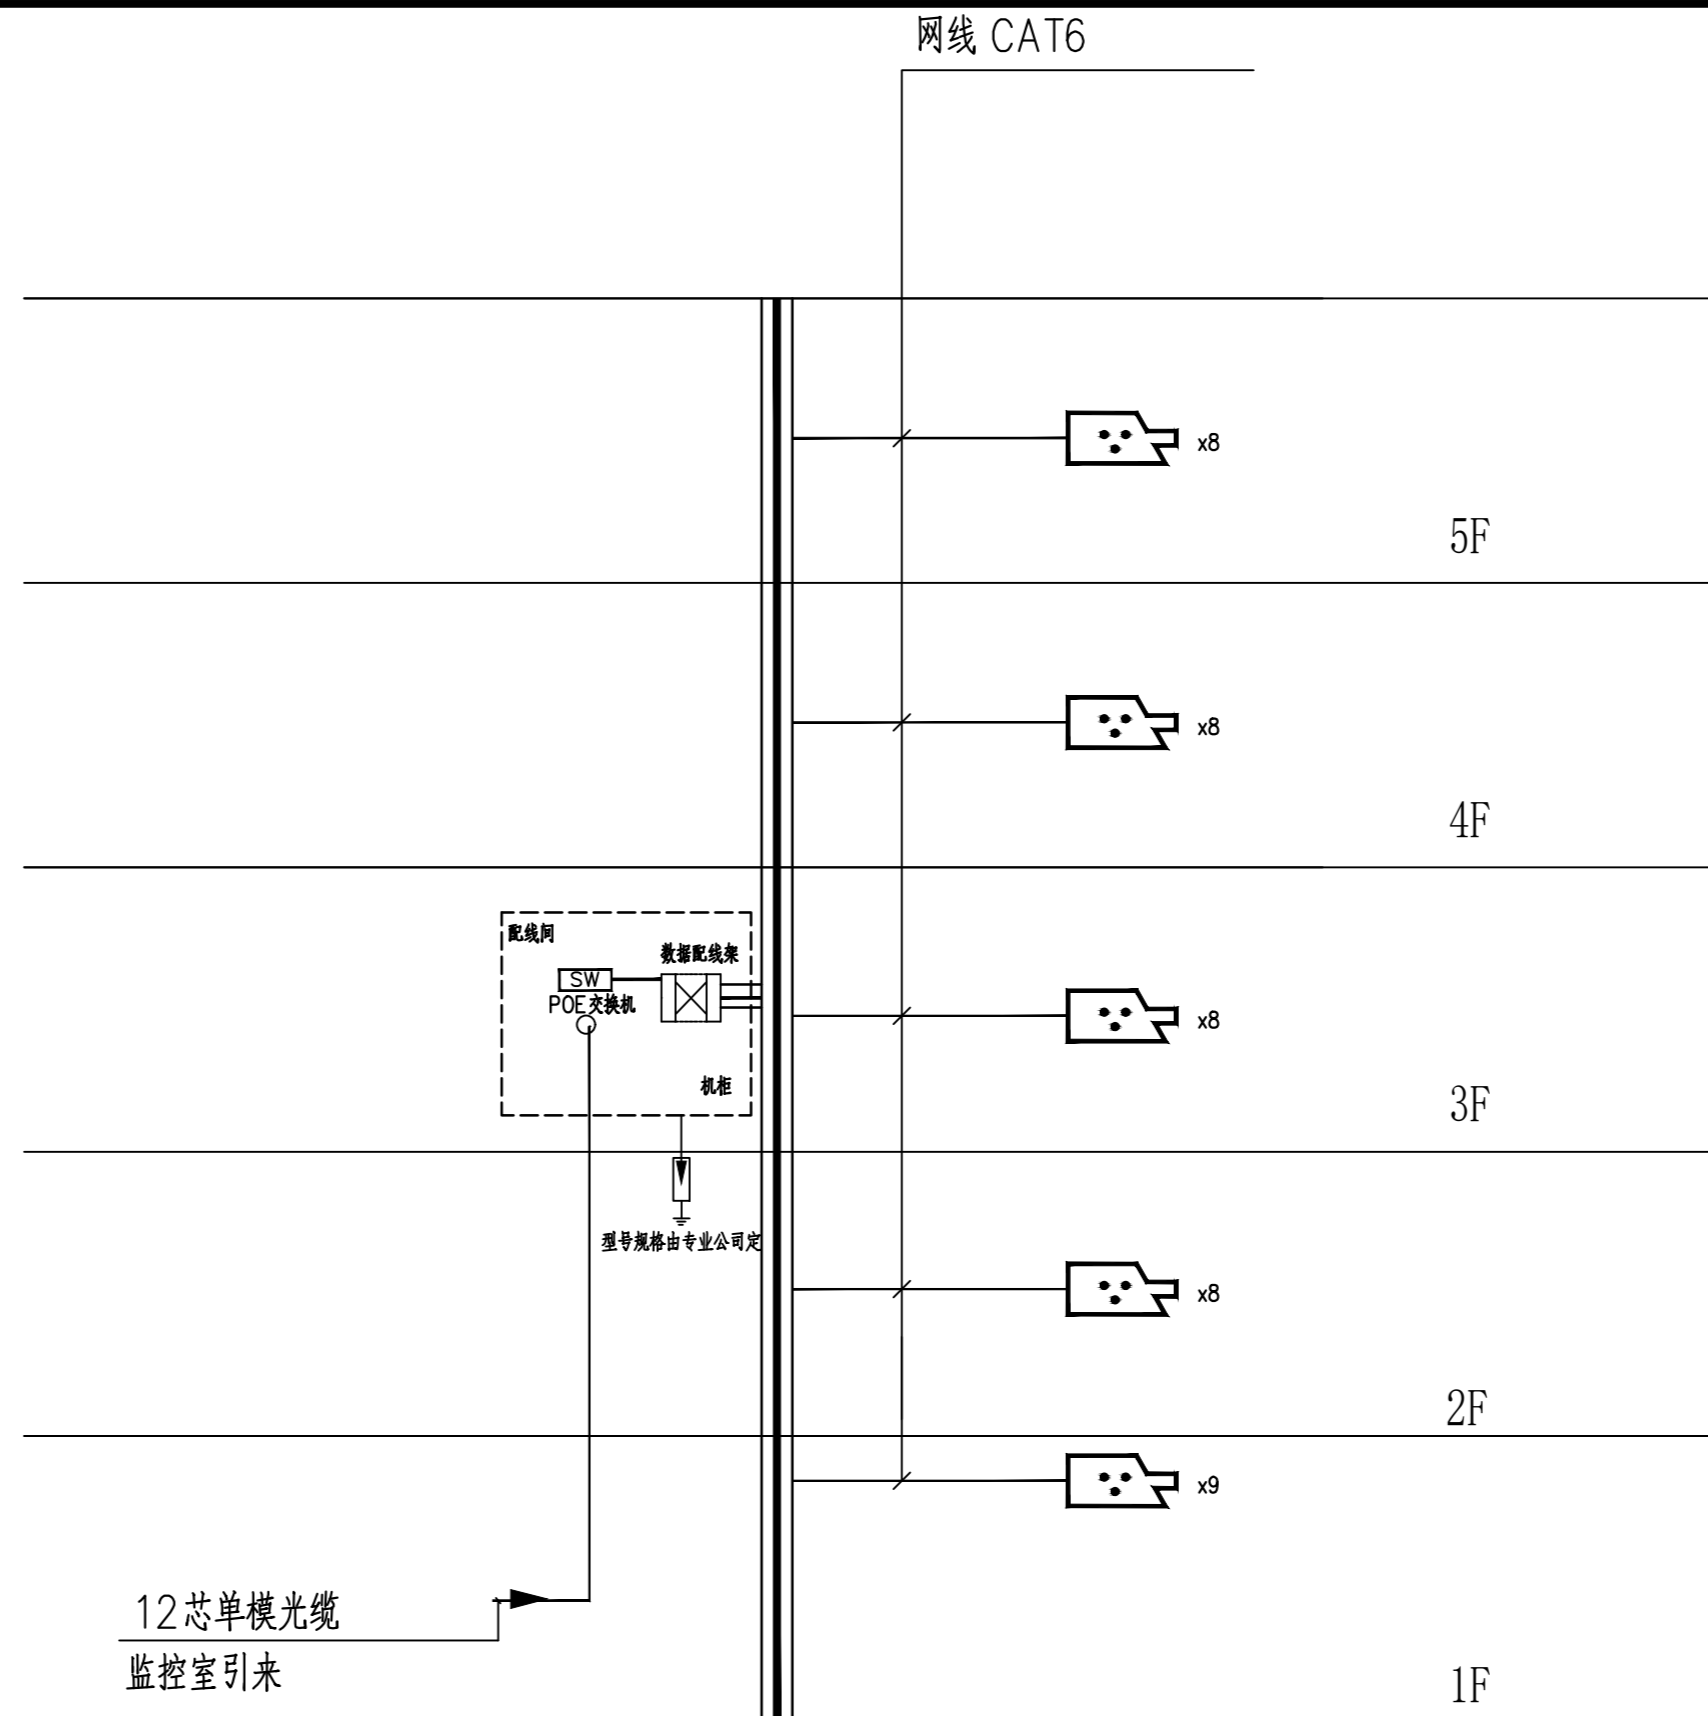 网线 CAT6
x8
5F
x8
4F
配线间
数据配线架
SW
POE交换机
x8
机柜
3F
型号规格由专业公司定
x8
2F
x9
12芯单模光缆
监控室引来
1F